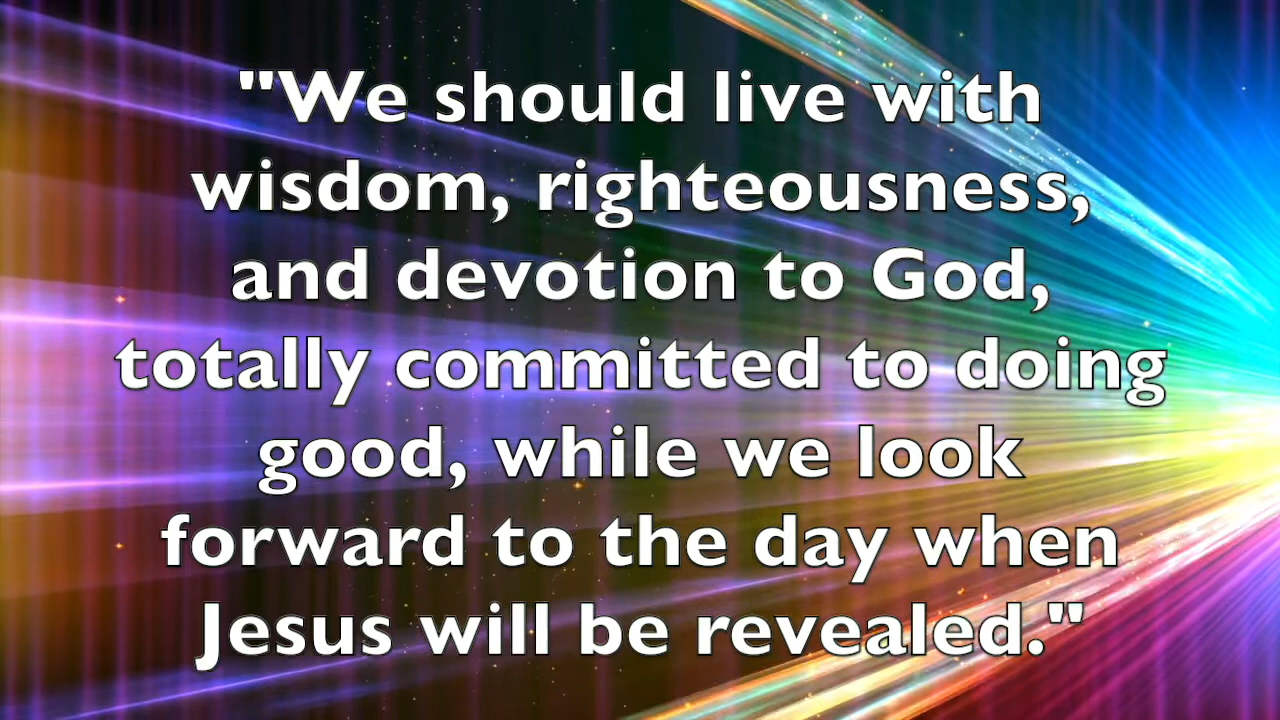 "We should live with
wisdom, righteousness,
and devotion to God,
totally committed to doing
good, while we look
forward to the day when
Jesus will be revealed."